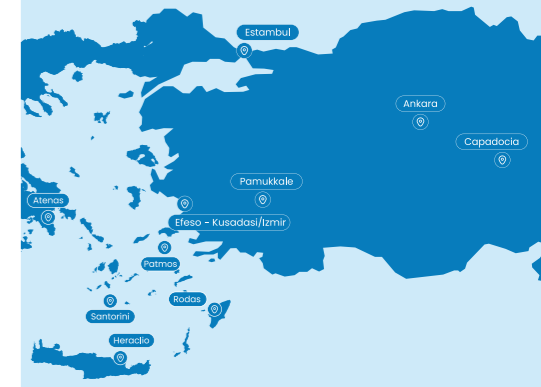 Estambul
Ankara
Capadocia
Pamukkale
Atenas
Efeso - Kusadasi/Izmir
Patmos
Rodas
Santorini
Heraclio